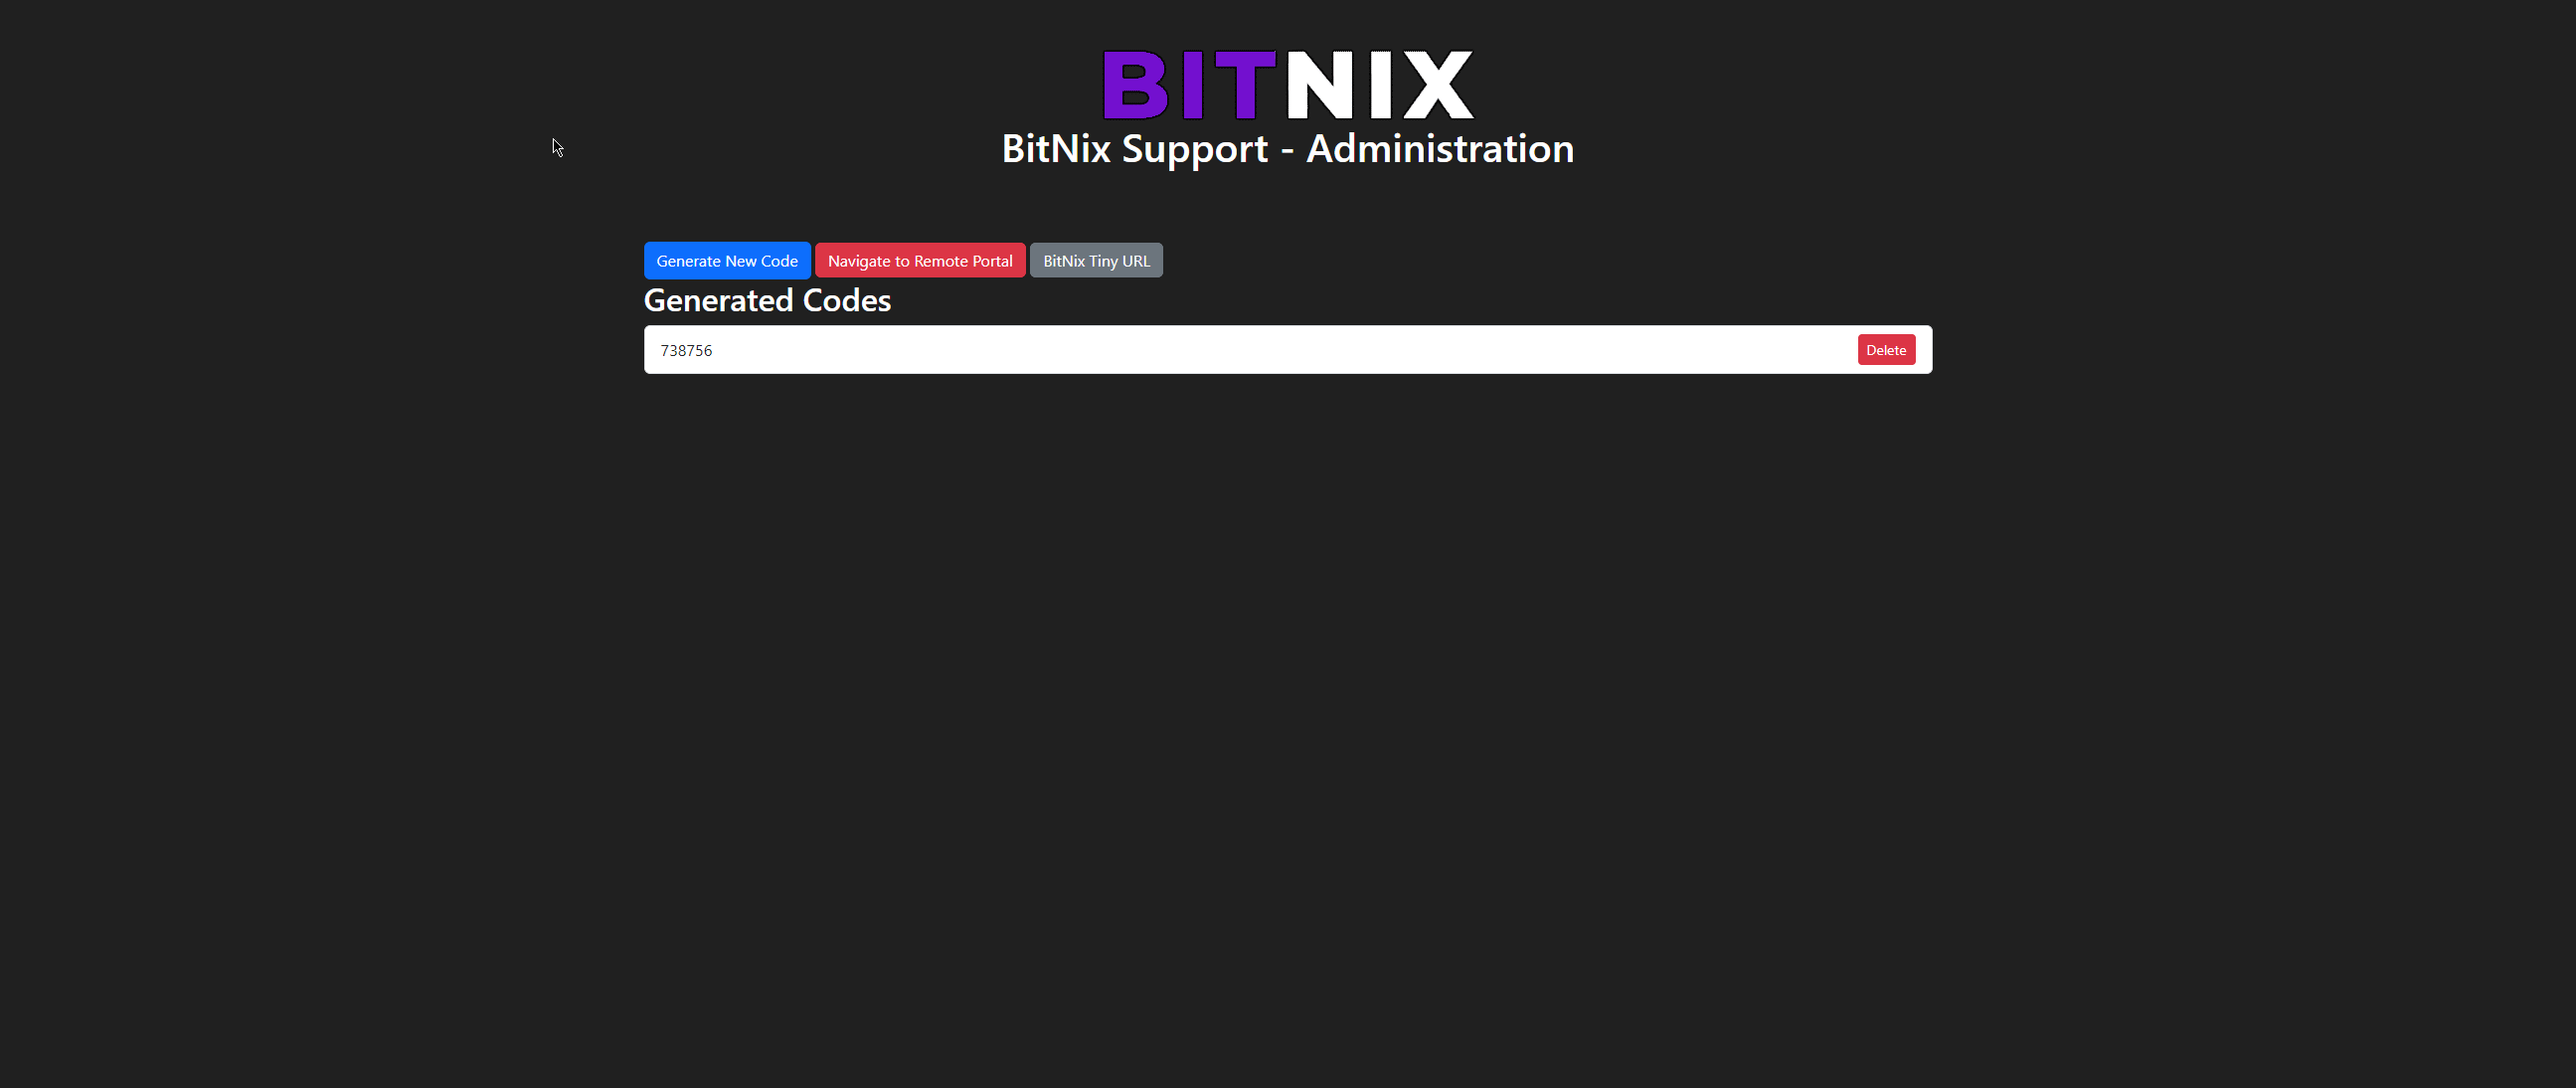 BITNIX
BitNix Support - Administration
Generate New Code Navigate to Remote Portal BitNix Tiny URL
Generated Codes
738756 Delete